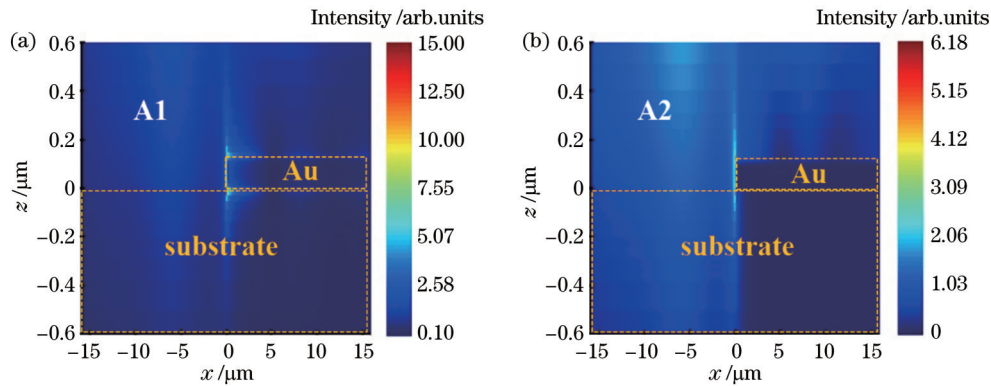 Intensity /arb.units
(a)
0.6
0.4
0.2
0
−0.2
−0.4
−0.6
z /μm
A1
Au
substrate
−15 −10 −5 0 5 10 15
x /μm
15.00
12.50
10.00
7.55
5.07
2.58
0.10
Intensity /arb.units
(b)
0.6
0.4
0.2
0
−0.2
−0.4
−0.6
z /μm
A2
Au
substrate
−15 −10 −5 0 5 10 15
x /μm
6.18
5.15
4.12
3.09
2.06
1.03
0